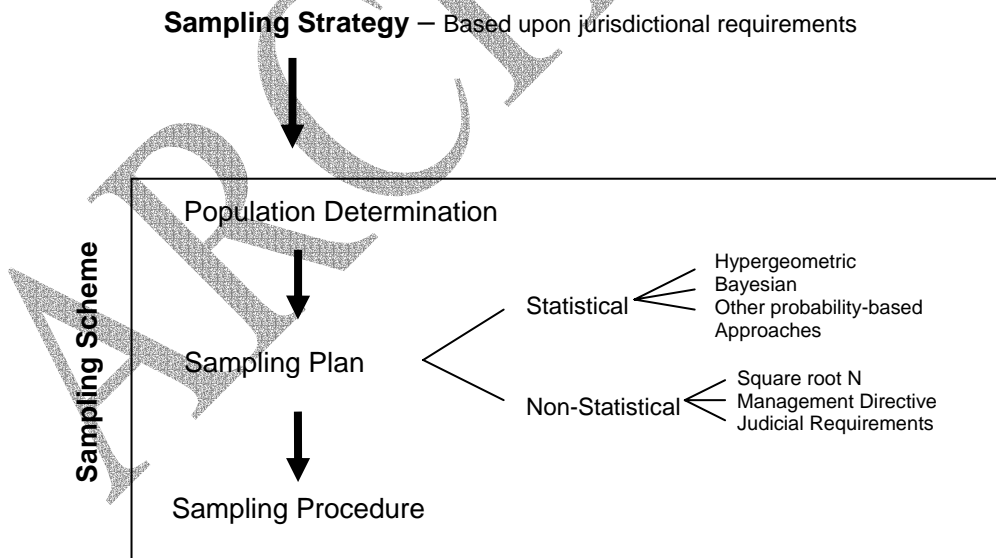 Sampling Strategy – Based upon jurisdictional requirements
Sampling Scheme
Population Determination
Sampling Plan
Statistical
Hypergeometric
Bayesian
Other probability-based
Approaches
Non-Statistical
Square root N
Management Directive
Judicial Requirements
Sampling Procedure